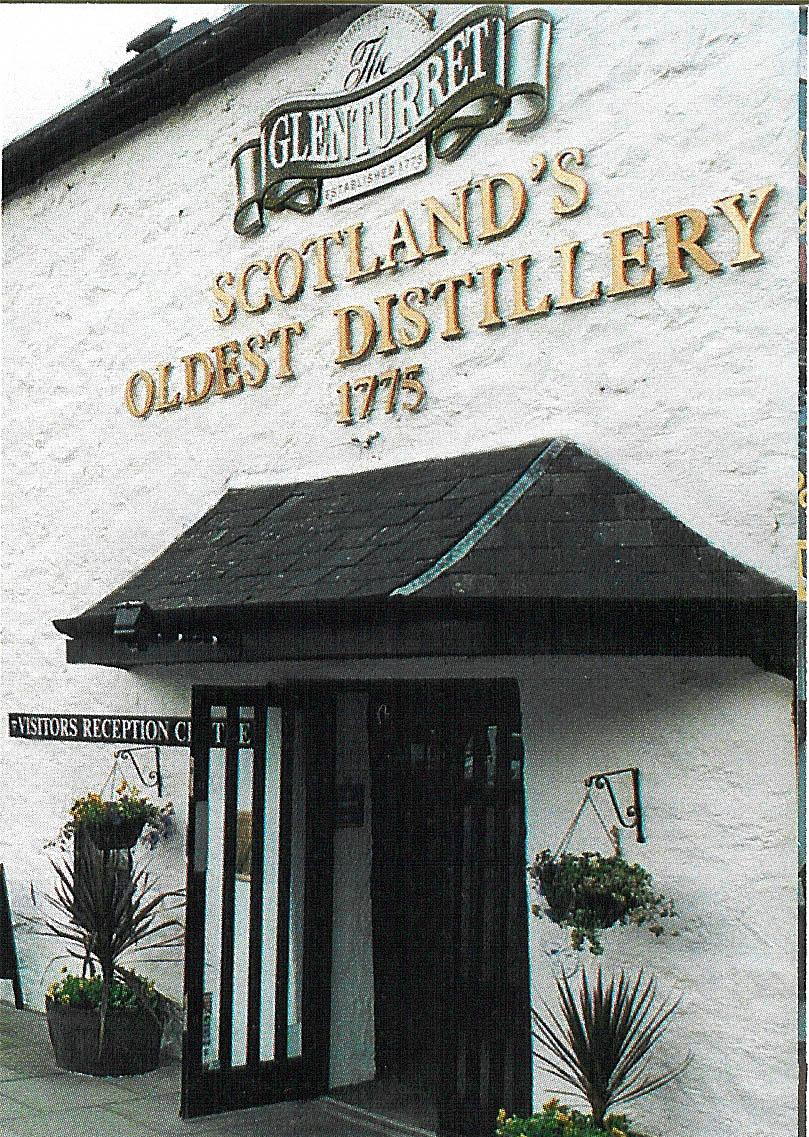 The
GLENTURRET
ESTABLISHED 1775
SCOTLAND'S
OLDEST DISTILLERY
1775
VISITORS RECEPTION